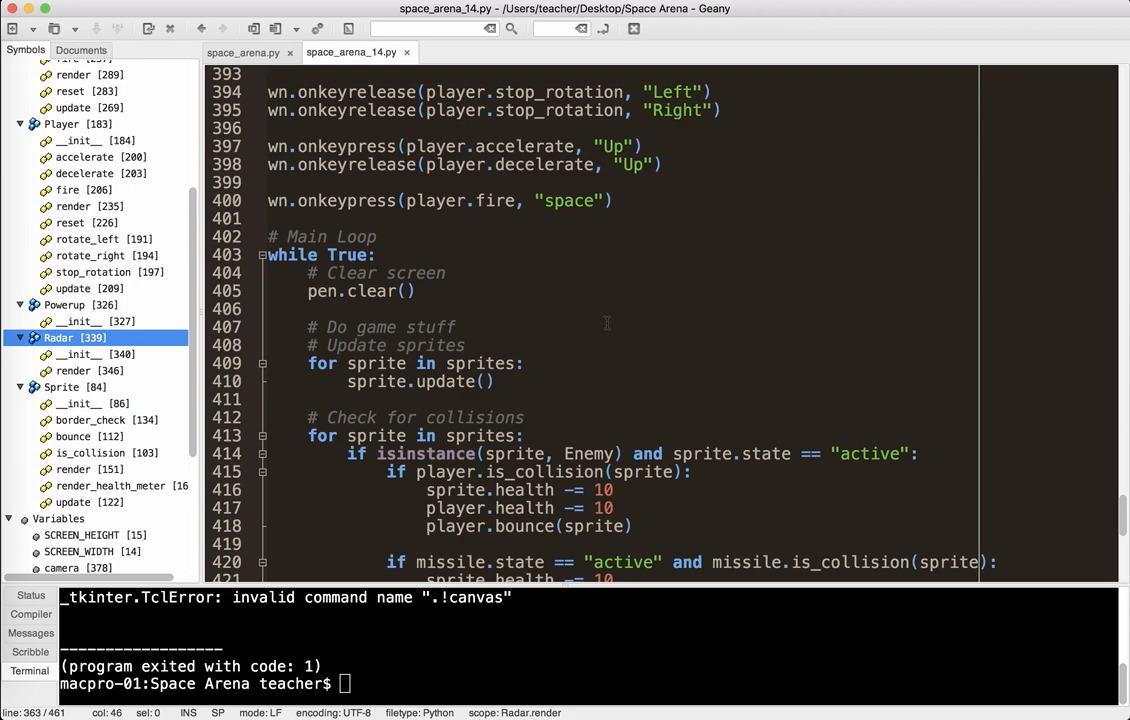 space_arena_14.py - /Users/teacher/Desktop/Space Arena - Geany
Symbols
Documents
space_arena.py
space_arena_14.py
render [289]
reset [283]
update [269]
Player [183]
__init__ [184]
accelerate [200]
decelerate [203]
fire [206]
render [235]
reset [226]
rotate_left [191]
rotate_right [194]
stop_rotation [197]
update [209]
Powerup [326]
__init__ [327]
Radar [339]
__init__ [340]
render [346]
Sprite [84]
__init__ [86]
border_check [134]
bounce [112]
is_collision [103]
render [151]
render_health_meter [16
update [122]
Variables
SCREEN_HEIGHT [15]
SCREEN_WIDTH [14]
camera [378]
393
394 wn.onkeyrelease(player.stop_rotation, "Left")
395 wn.onkeyrelease(player.stop_rotation, "Right")
396
397 wn.onkeypress(player.accelerate, "Up")
398 wn.onkeyrelease(player.decelerate, "Up")
399
400 wn.onkeypress(player.fire, "space")
401
402 # Main Loop
403 while True:
404 # Clear screen
405 pen.clear()
406
407 # Do game stuff
408 # Update sprites
409 for sprite in sprites:
410 sprite.update()
411
412 # Check for collisions
413 for sprite in sprites:
414 if isinstance(sprite, Enemy) and sprite.state == "active":
415 if player.is_collision(sprite):
416 sprite.health -= 10
417 player.health -= 10
418 player.bounce(sprite)
419
420 if missile.state == "active" and missile.is_collision(sprite):
421 sprite.health -= 10
Status
Compiler
Messages
Scribble
Terminal
_tkinter.TclError: invalid command name ".!canvas"
------------------
(program exited with code: 1)
macpro-01:Space Arena teacher$
line: 363 / 461 col: 46 sel: 0 INS SP mode: LF encoding: UTF-8 filetype: Python scope: Radar.render